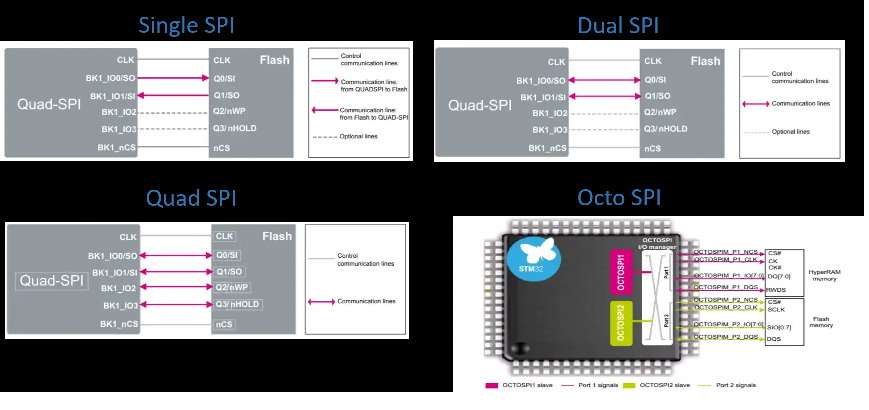 Single SPI
CLK
BK1_IO0/SO
BK1_IO1/SI
BK1_IO2
BK1_IO3
BK1_nCS
Quad-SPI
CLK
Q0/SI
Q1/SO
Q2/nWP
Q3/nHOLD
nCS
Flash
Control
communication lines
Communication line:
from QUADSPI to Flash
Communication line:
from Flash to QUAD-SPI
Optional lines
Dual SPI
CLK
BK1_IO0/SO
BK1_IO1/SI
BK1_IO2
BK1_IO3
BK1_nCS
Quad-SPI
CLK
Q0/SI
Q1/SO
Q2/nWP
Q3/nHOLD
nCS
Flash
Control
communication lines
Communication lines
Optional lines
Quad SPI
CLK
BK1_IO0/SO
BK1_IO1/SI
BK1_IO2
BK1_IO3
BK1_nCS
Quad-SPI
CLK
Q0/SI
Q1/SO
Q2/nWP
Q3/nHOLD
nCS
Flash
Control
communication lines
Communication lines
Octo SPI
STM32
OCTOSPI
I/O manager
OCTOSPI1
OCTOSPI2
Port 1
Port 2
OCTOSPIM_P1_NCS
OCTOSPIM_P1_CLK
OCTOSPIM_P1_IO[7:0]
OCTOSPIM_P1_DQS
OCTOSPIM_P2_NCS
OCTOSPIM_P2_CLK
OCTOSPIM_P2_IO[7:0]
OCTOSPIM_P2_DQS
CS#
CK
CK#
DQ[7:0]
RWDS
CS#
SCLK
SIO[0:7]
DQS
HyperRAM
memory
Flash
memory
OCTOSPI1 slave
Port 1 signals
OCTOSPI2 slave
Port 2 signals